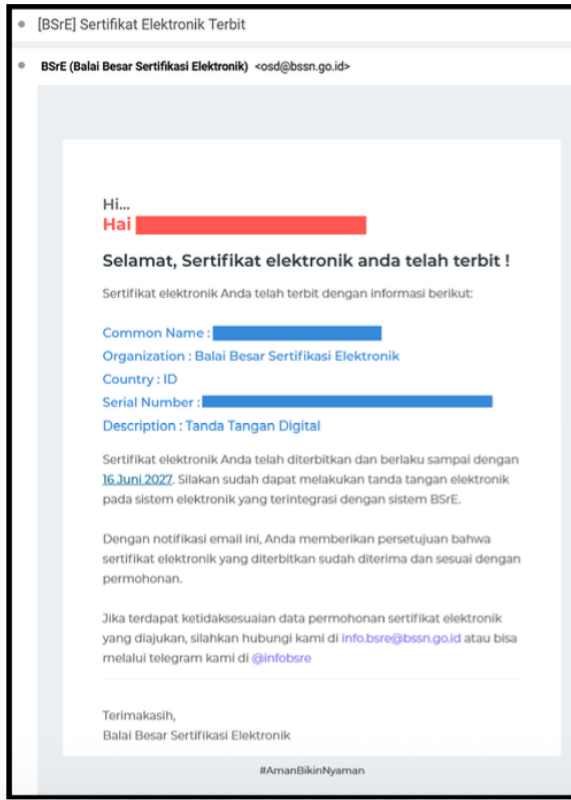 [BSrE] Sertifikat Elektronik Terbit
BSrE (Balai Besar Sertifikasi Elektronik) <osd@bssn.go.id>
Hi...
Hai
Selamat, Sertifikat elektronik anda telah terbit !
Sertifikat elektronik Anda telah terbit dengan informasi berikut:
Common Name :
Organization : Balai Besar Sertifikasi Elektronik
Country : ID
Serial Number :
Description : Tanda Tangan Digital
Sertifikat elektronik Anda telah diterbitkan dan berlaku sampai dengan
16 Juni 2027. Silakan sudah dapat melakukan tanda tangan elektronik
pada sistem elektronik yang terintegrasi dengan sistem BSrE.
Dengan notifikasi email ini, Anda memberikan persetujuan bahwa
sertifikat elektronik yang diterbitkan sudah diterima dan sesuai dengan
permohonan.
Jika terdapat ketidaksesuaian data permohonan sertifikat elektronik
yang diajukan, silahkan hubungi kami di info.bsre@bssn.go.id atau bisa
melalui telegram kami di @infobsre
Terimakasih,
Balai Besar Sertifikasi Elektronik
#AmanBikinNyaman